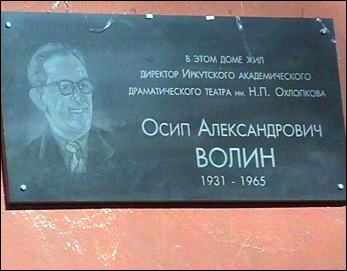 В ЭТОМ ДОМЕ ЖИЛ
ДИРЕКТОР ИРКУТСКОГО АКАДЕМИЧЕСКОГО
ДРАМАТИЧЕСКОГО ТЕАТРА ИМ. Н.П. ОХЛОПКОВА
ОСИП АЛЕКСАНДРОВИЧ
ВОЛИН
1931 - 1965